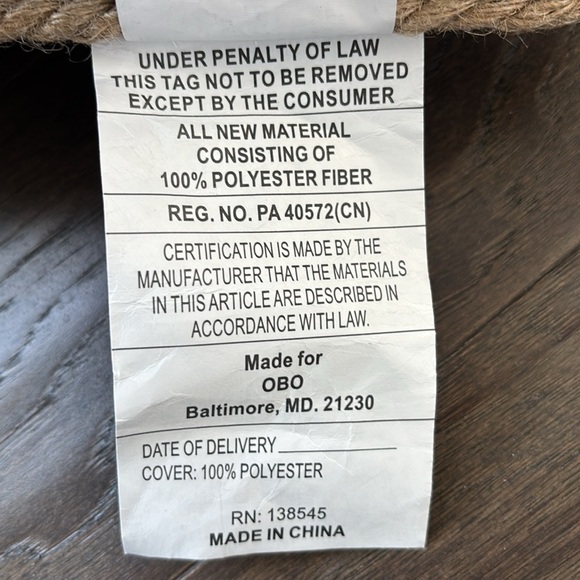 UNDER PENALTY OF LAW
THIS TAG NOT TO BE REMOVED
EXCEPT BY THE CONSUMER
ALL NEW MATERIAL
CONSISTING OF
100% POLYESTER FIBER
REG. NO. PA 40572(CN)
CERTIFICATION IS MADE BY THE
MANUFACTURER THAT THE MATERIALS
IN THIS ARTICLE ARE DESCRIBED IN
ACCORDANCE WITH LAW.
Made for
OBO
Baltimore, MD. 21230
DATE OF DELIVERY
COVER: 100% POLYESTER
RN: 138545
MADE IN CHINA